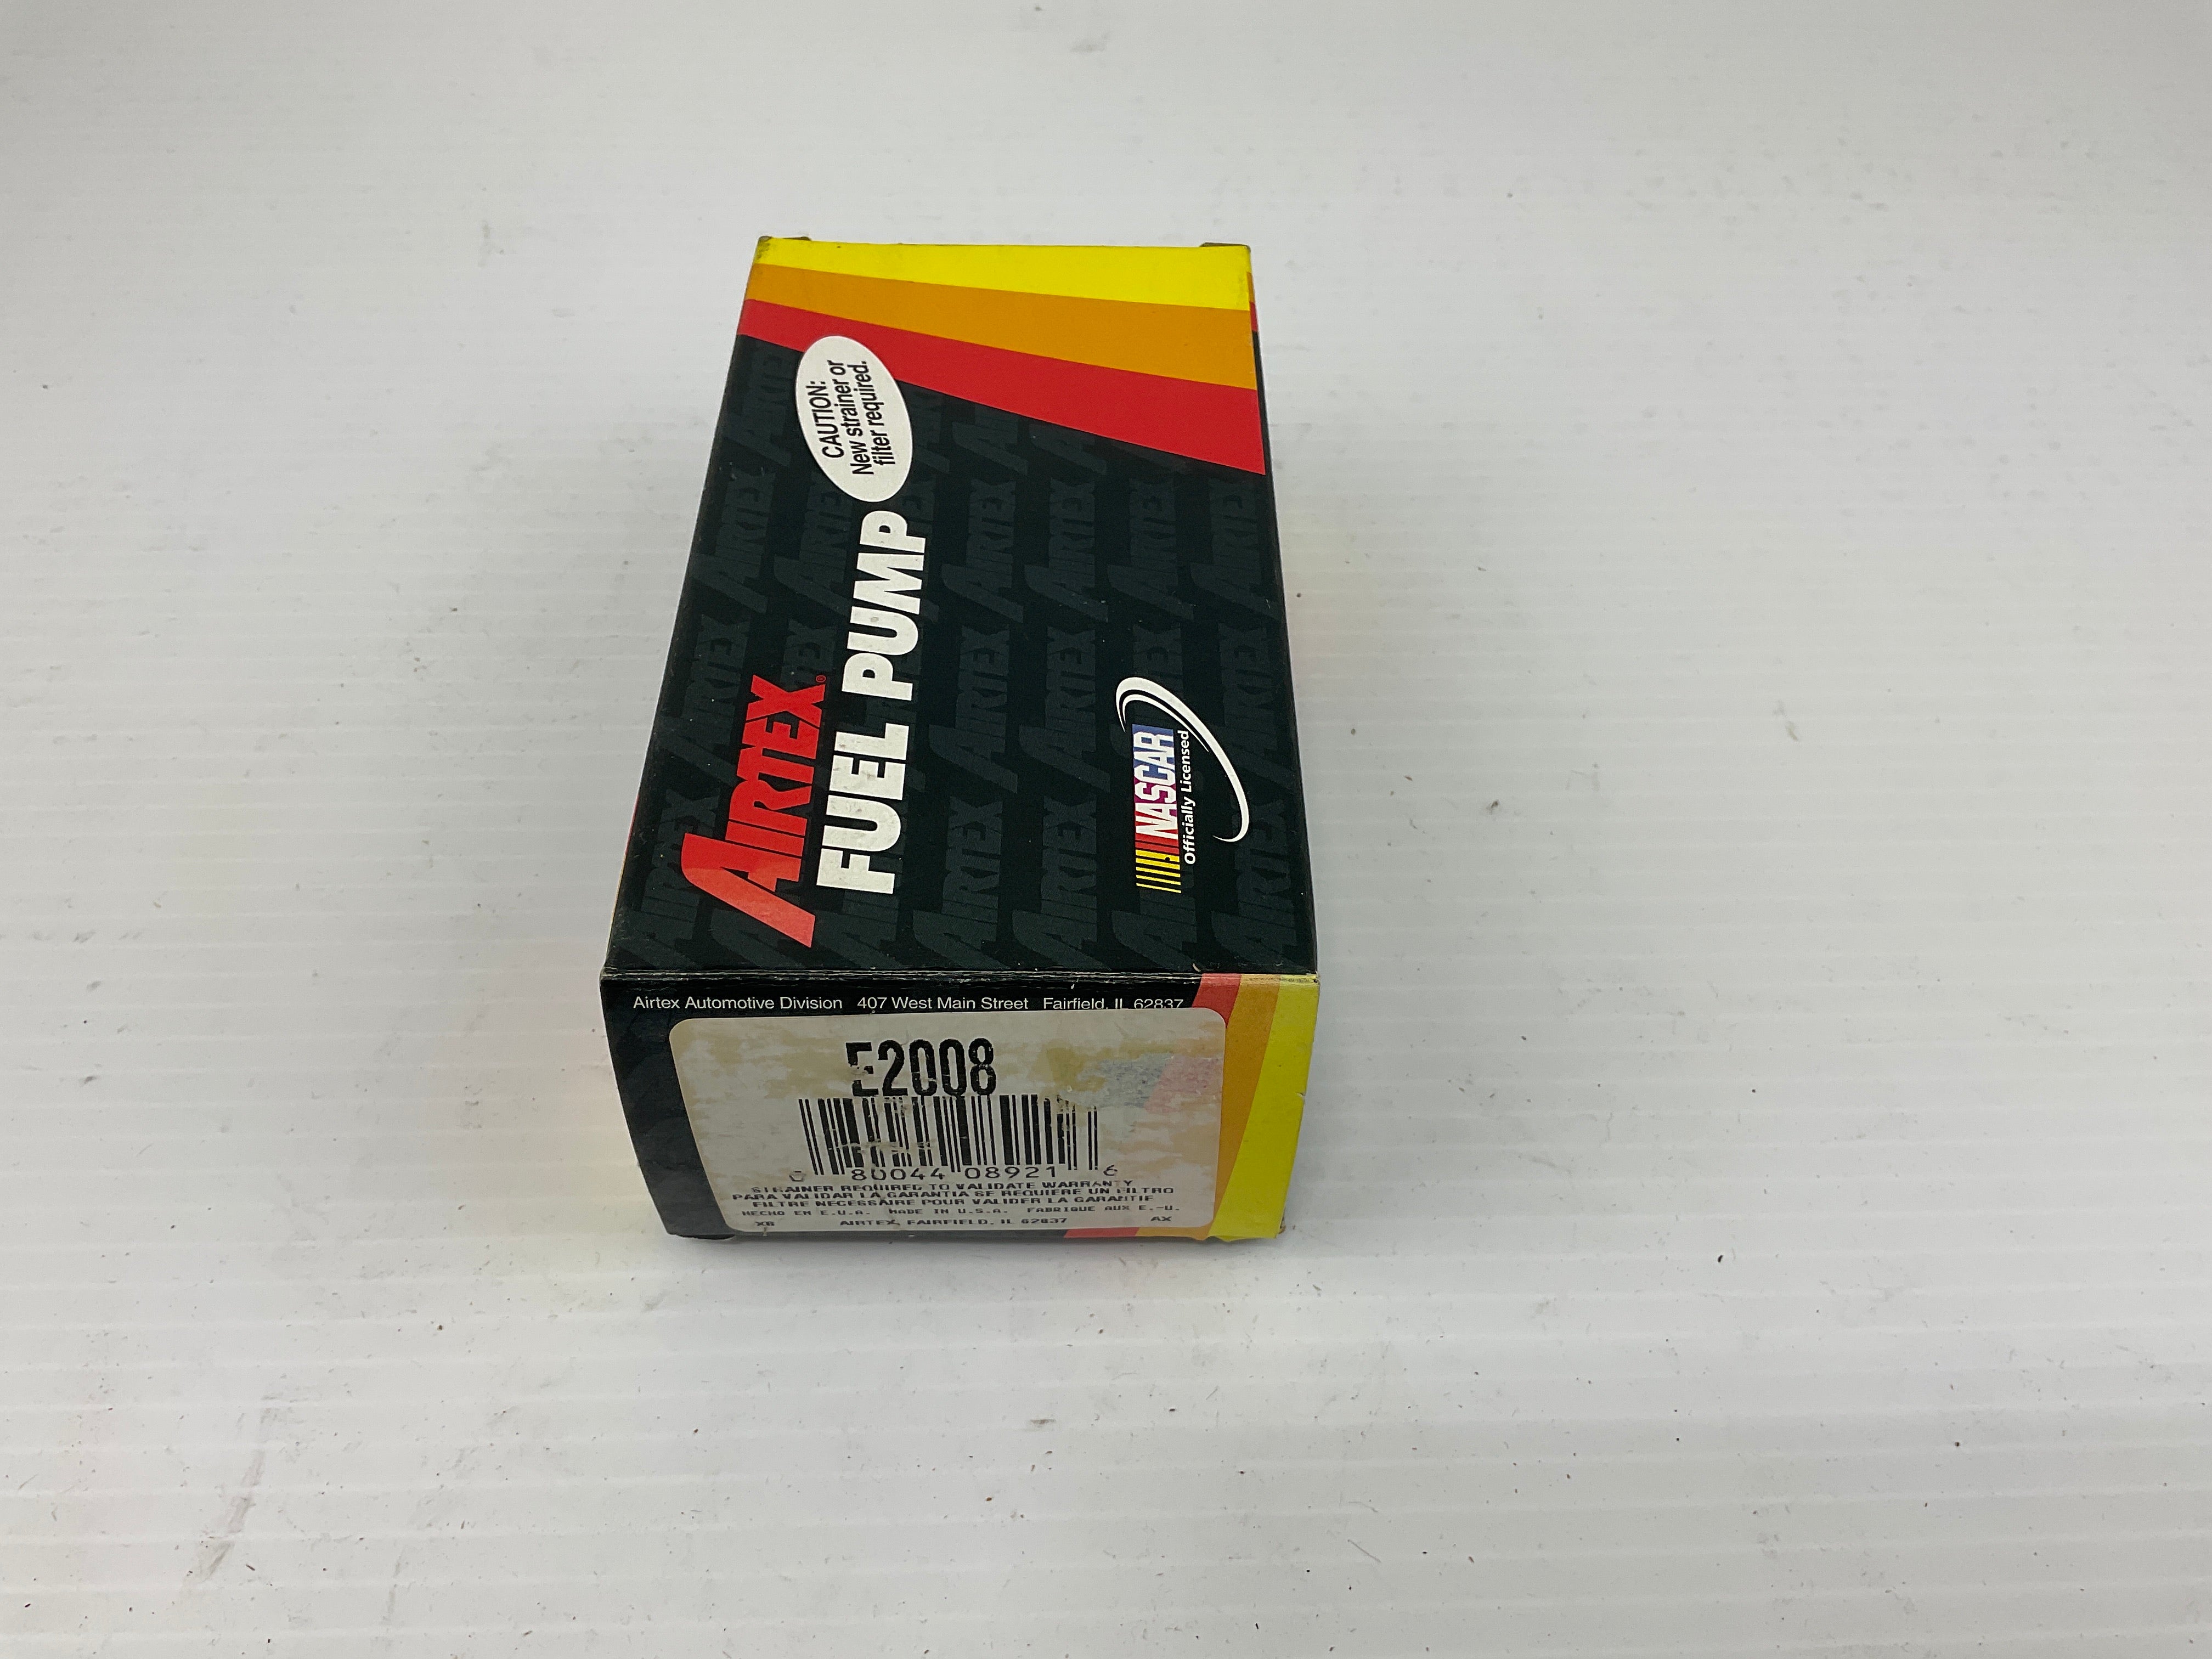 AIRTEX®
FUEL PUMP
CAUTION:
New strainer or
filter required.
NASCAR
Officially Licensed
Airtex Automotive Division 407 West Main Street Fairfield, IL 62837
E2008
0 80044 08921 6
STRAINER REQUIRED TO VALIDATE WARRANTY
PARA VALIDAR LA GARANTIA SE REQUIERE UN FILTRO
FILTRE NECESSAIRE POUR VALIDER LA GARANTIE
HECHO EN E.U.A. MADE IN U.S.A. FABRIQUE AUX E.-U.
XB AIRTEX, FAIRFIELD, IL 62837 AX